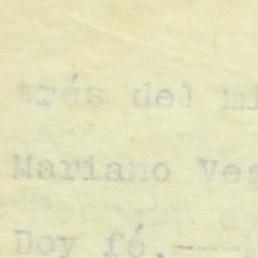 trés del mi
Mariano Veg
Doy fé.---